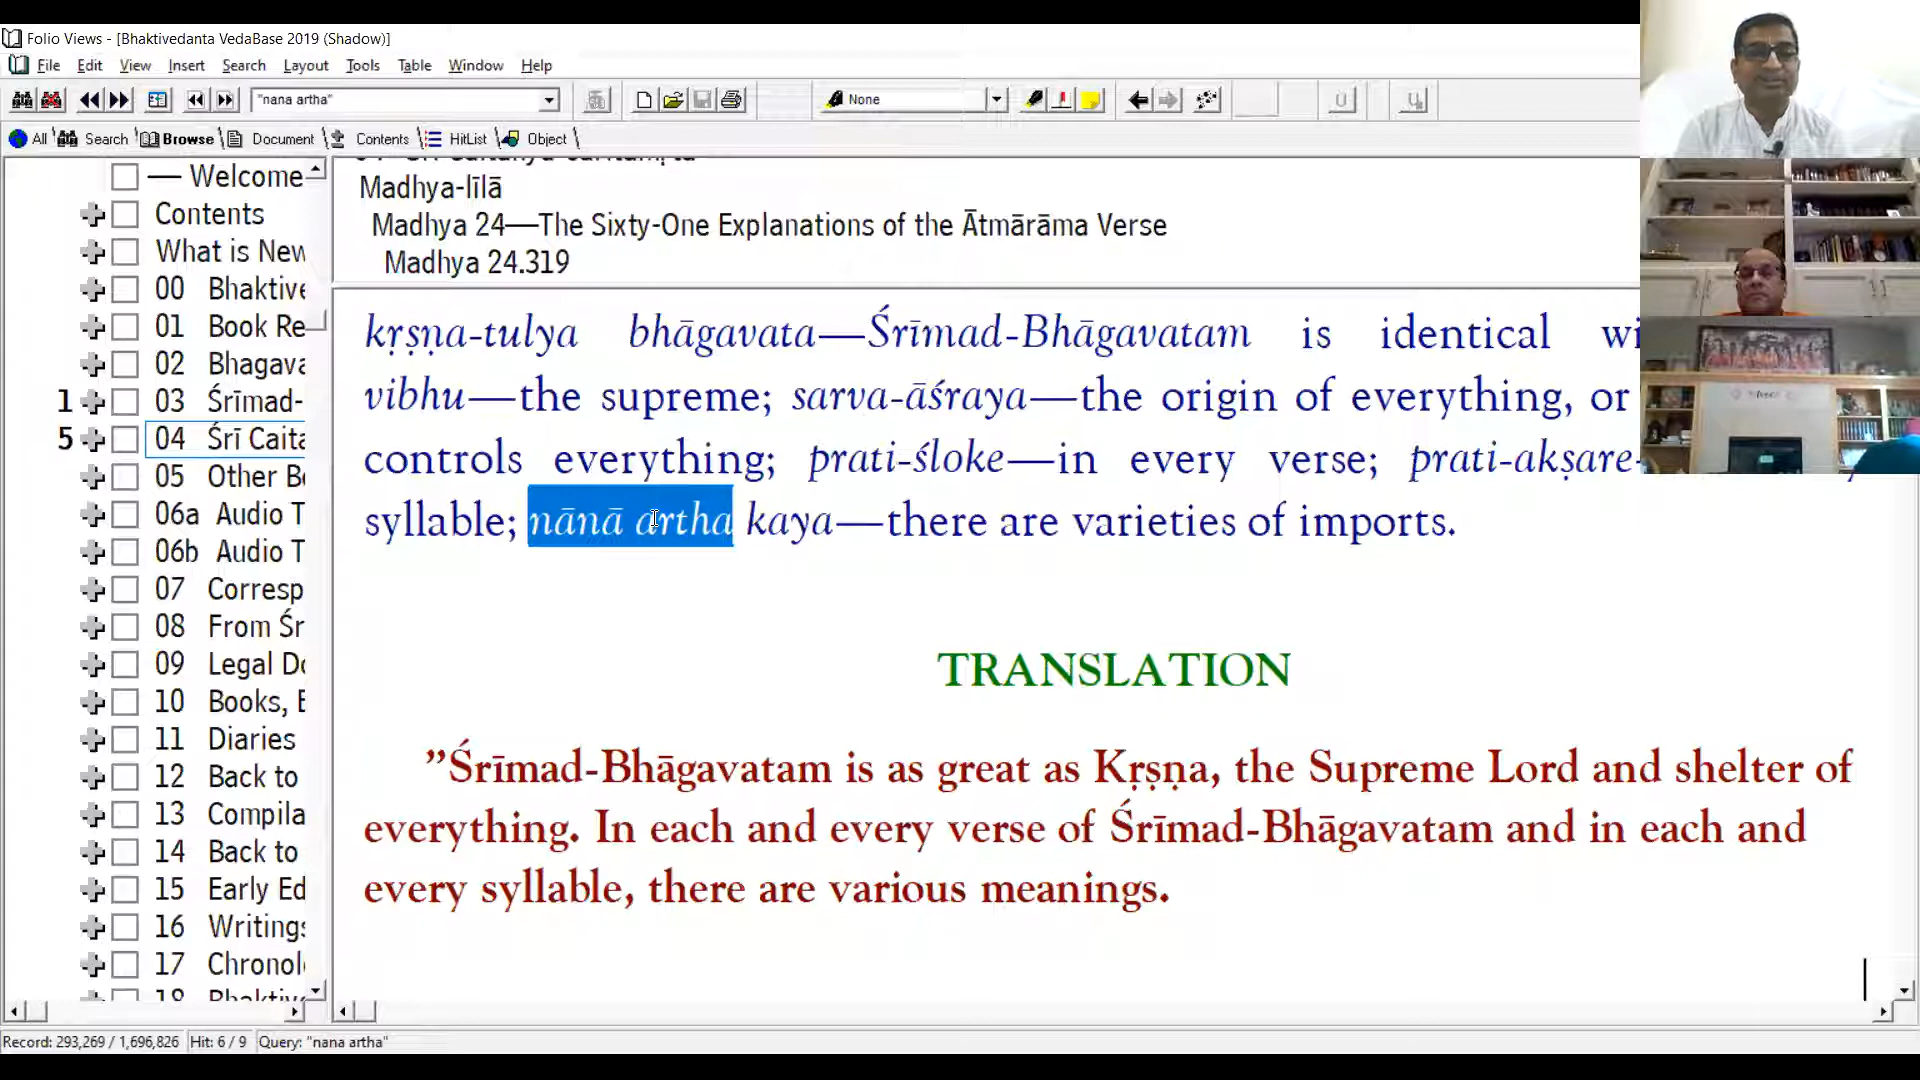 Folio Views - [Bhaktivedanta VedaBase 2019 (Shadow)]
File Edit View Insert Search Layout Tools Table Window Help
"nana artha" None
All Search Browse Document Contents HitList Object
— Welcome
Contents
What is New
00 Bhaktive
01 Book Re
02 Bhagava
1 03 Śrīmad-
5 04 Śrī Caita
05 Other Bo
06a Audio T
06b Audio T
07 Corresp
08 From Śr
09 Legal Do
10 Books, B
11 Diaries
12 Back to
13 Compila
14 Back to
15 Early Ed
16 Writings
17 Chronol
18 Bhaktiv
Madhya-līlā
Madhya 24—The Sixty-One Explanations of the Ātmārāma Verse
Madhya 24.319
kṛṣṇa-tulya bhāgavata—Śrīmad-Bhāgavatam is identical wi
vibhu—the supreme; sarva-āśraya—the origin of everything, or
controls everything; prati-śloke—in every verse; prati-akṣare-
syllable; nānā artha kaya—there are varieties of imports.
TRANSLATION
”Śrīmad-Bhāgavatam is as great as Kṛṣṇa, the Supreme Lord and shelter of
everything. In each and every verse of Śrīmad-Bhāgavatam and in each and
every syllable, there are various meanings.
Record: 293,269 / 1,696,826 Hit: 6 / 9 Query: "nana artha"